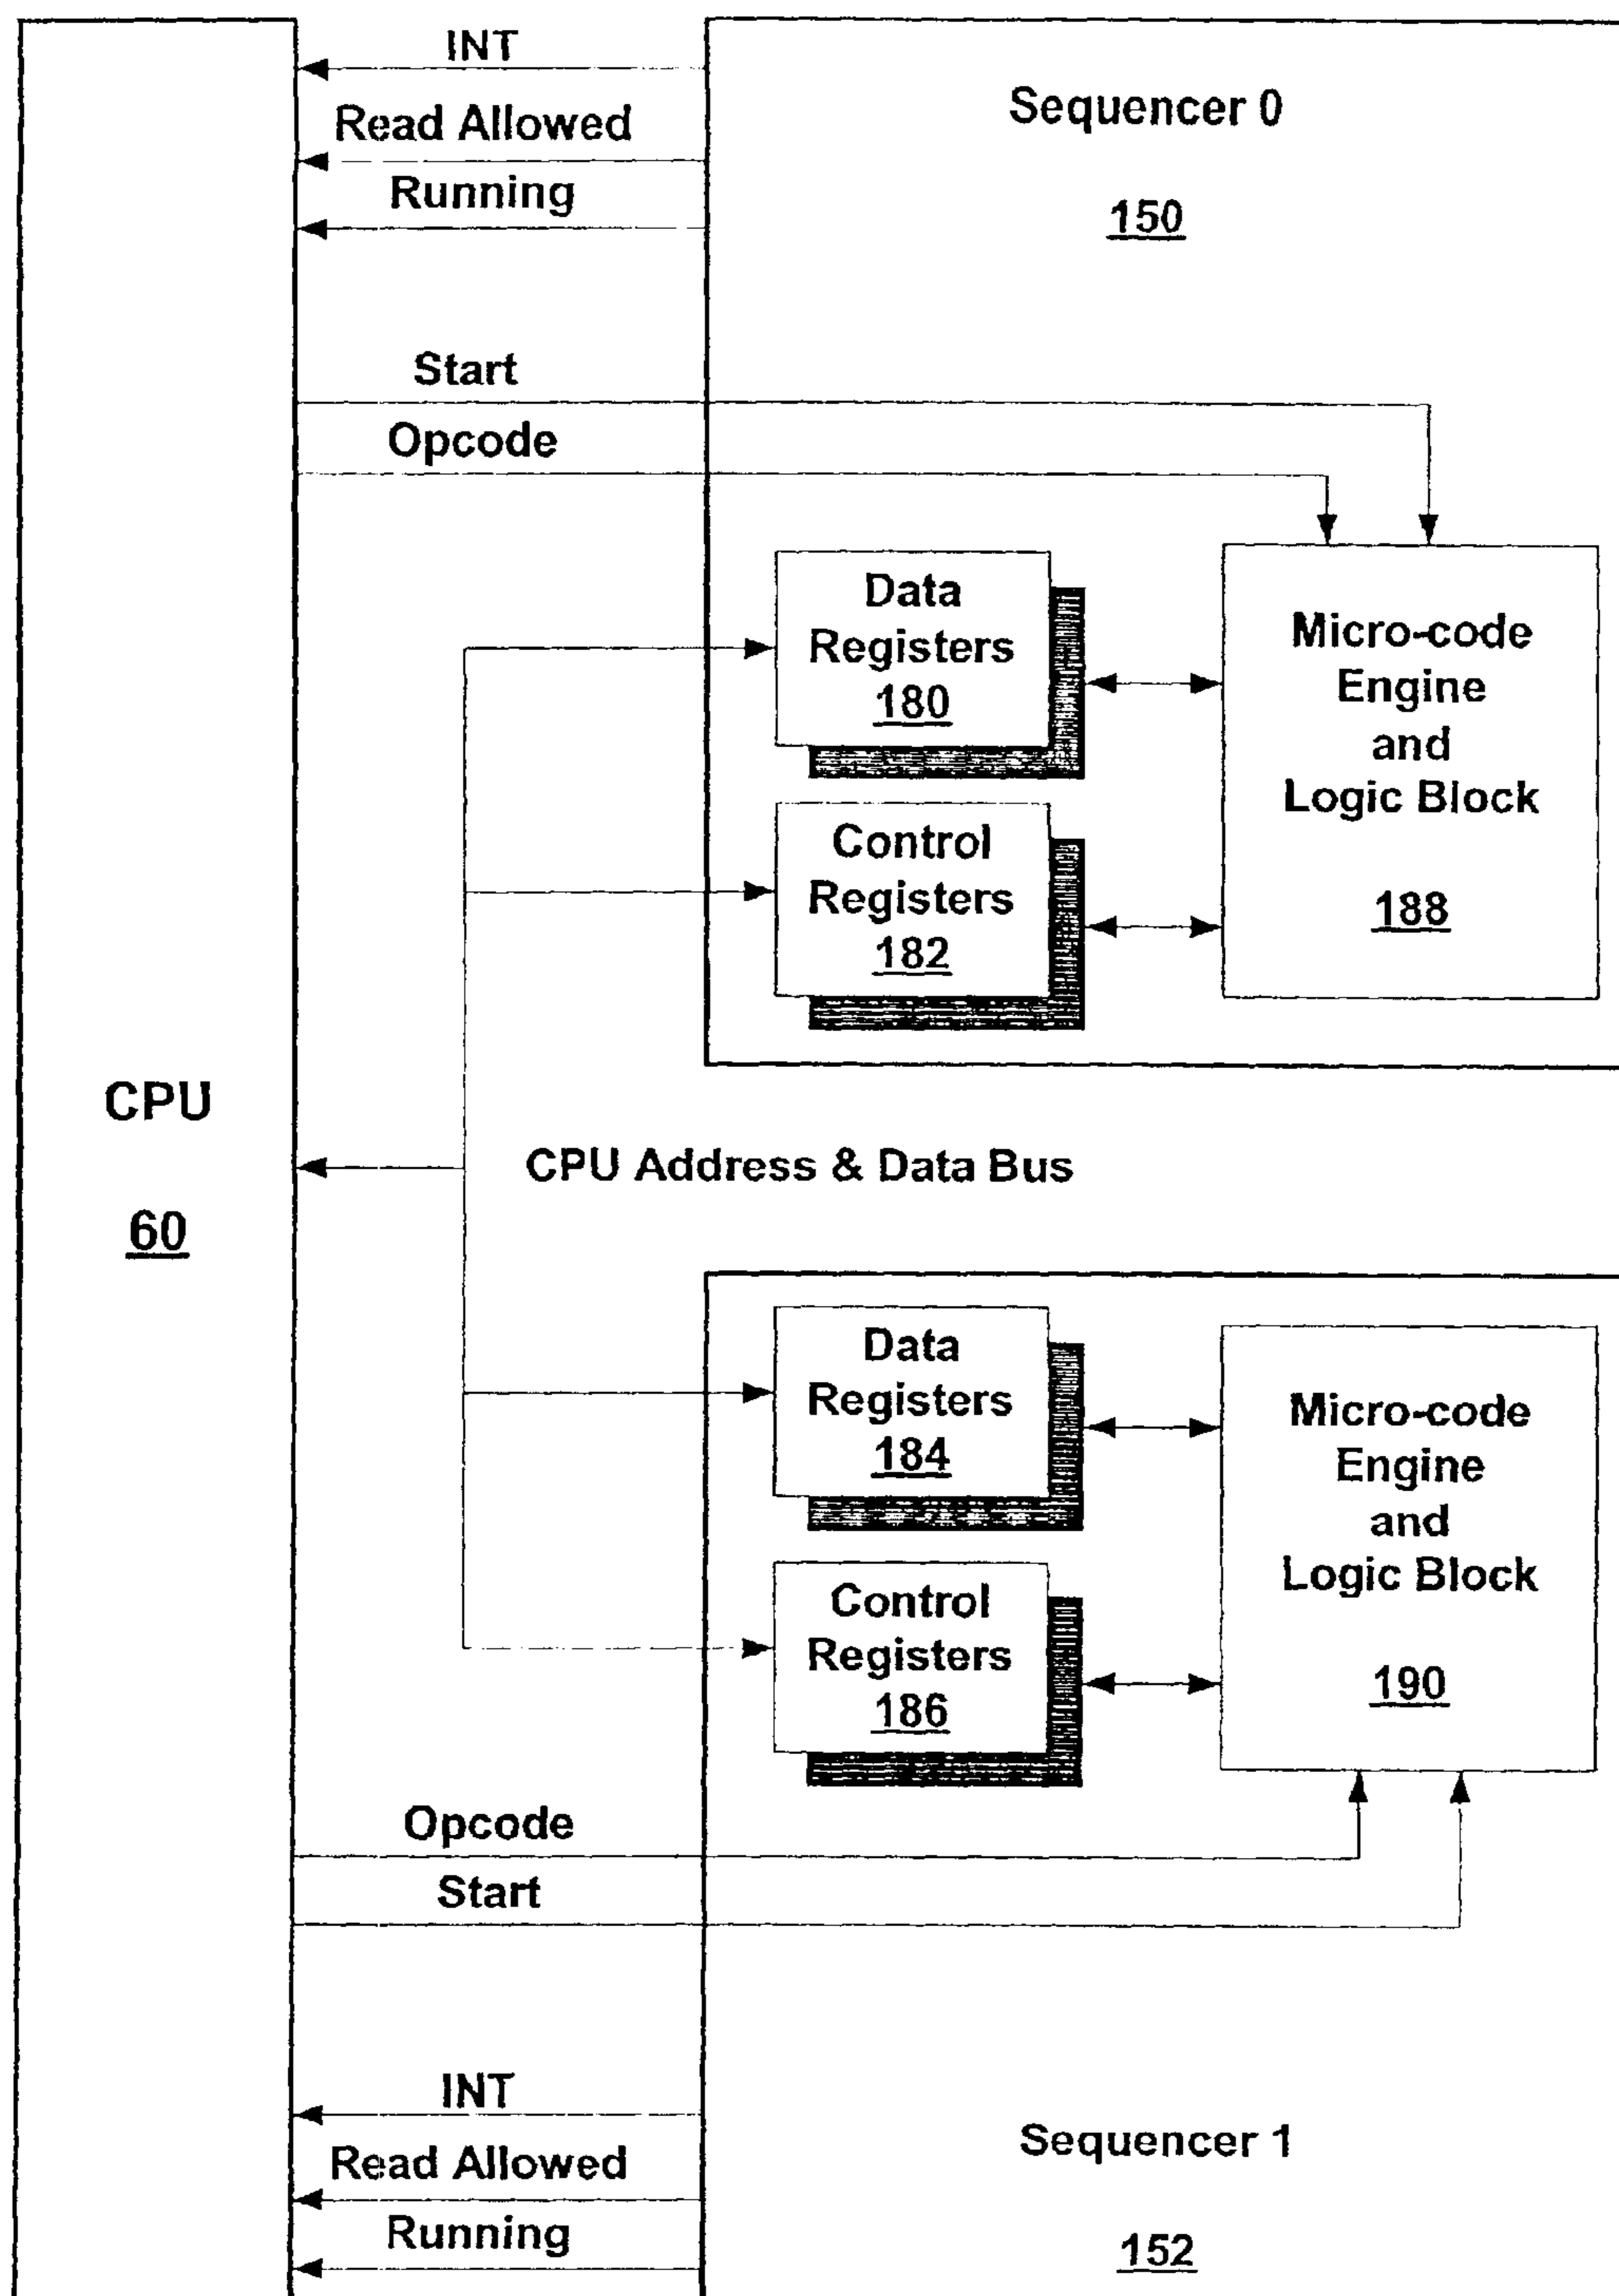 INT
Read Allowed
Running
Sequencer 0
150
Start
Opcode
Data
Registers
180
Control
Registers
182
Micro-code
Engine
and
Logic Block
188
CPU
60
CPU Address & Data Bus
Data
Registers
184
Control
Registers
186
Micro-code
Engine
and
Logic Block
190
Opcode
Start
INT
Read Allowed
Running
Sequencer 1
152